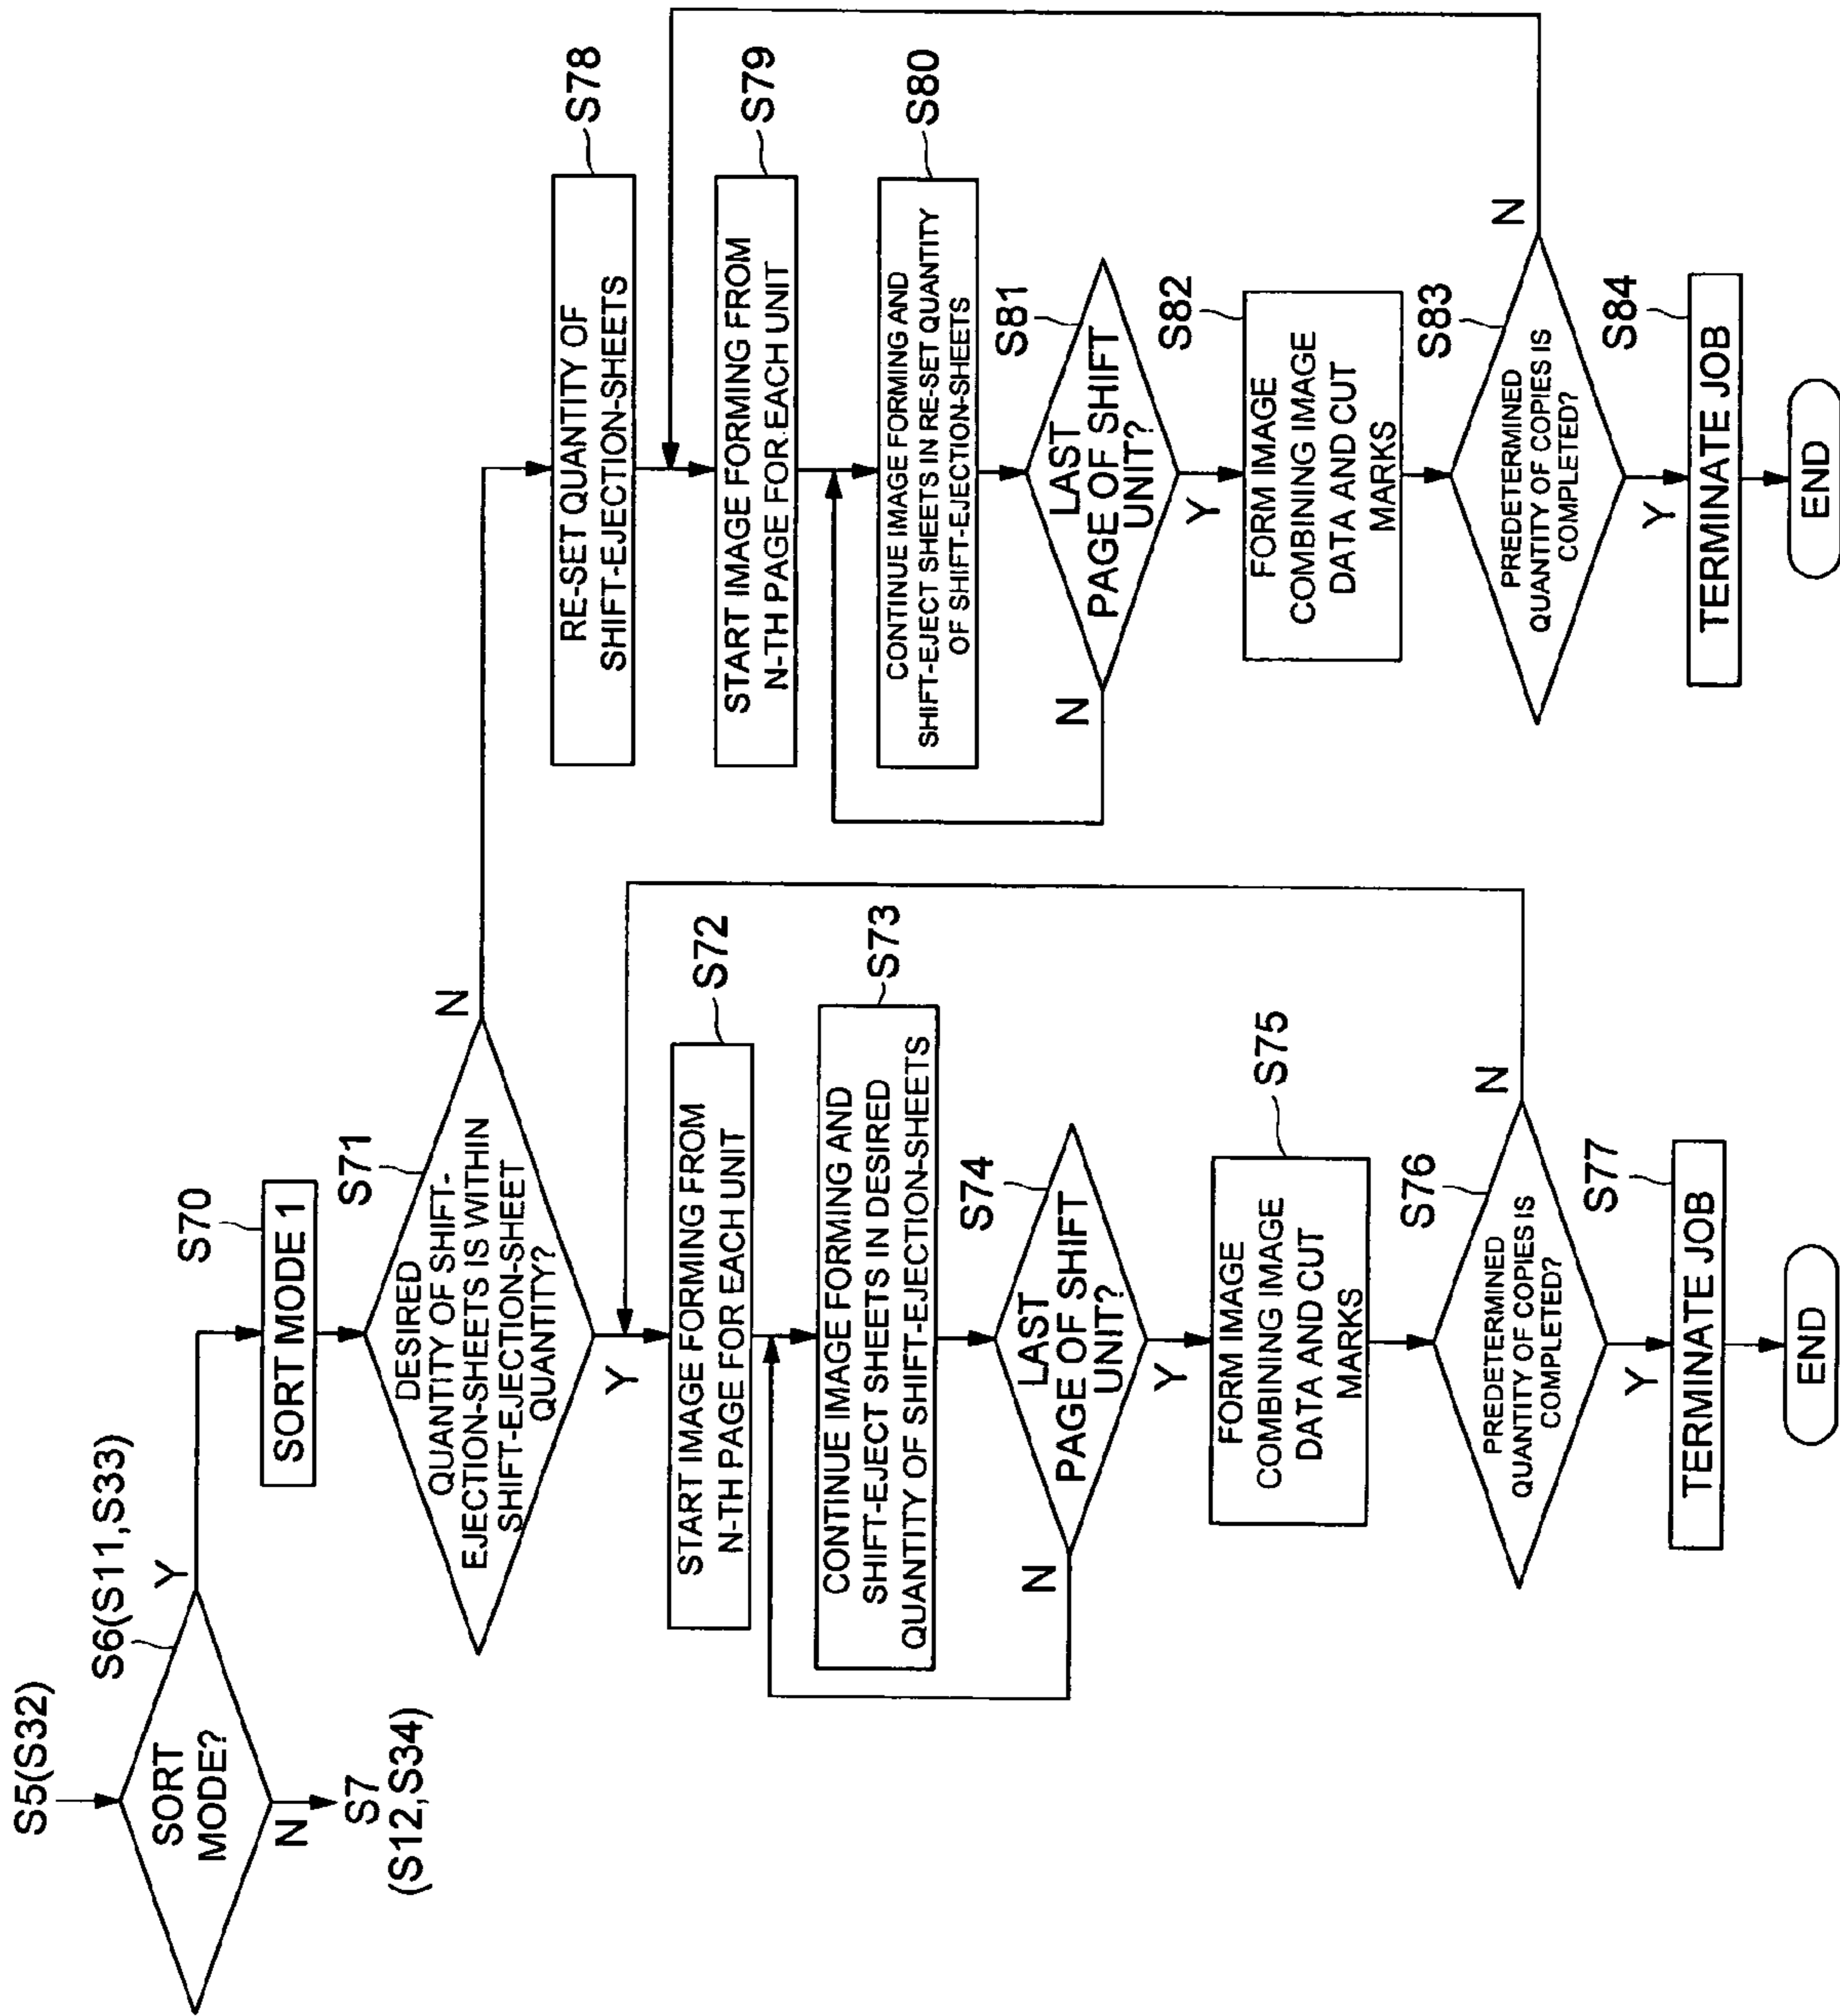 S5(S32)
S6(S11,S33)
SORT
MODE?
Y
N
S7
(S12,S34)
S70
SORT MODE 1
S71
DESIRED
QUANTITY OF SHIFT-
EJECTION-SHEETS IS WITHIN
SHIFT-EJECTION-SHEET
QUANTITY?
N
Y
S72
START IMAGE FORMING FROM
N-TH PAGE FOR EACH UNIT
S73
CONTINUE IMAGE FORMING AND
SHIFT-EJECT SHEETS IN DESIRED
QUANTITY OF SHIFT-EJECTION-SHEETS
S74
LAST
PAGE OF SHIFT
UNIT?
N
Y
S75
FORM IMAGE
COMBINING IMAGE
DATA AND CUT
MARKS
S76
PREDETERMINED
QUANTITY OF COPIES IS
COMPLETED?
N
Y
S77
TERMINATE JOB
END
S78
RE-SET QUANTITY OF
SHIFT-EJECTION-SHEETS
S79
START IMAGE FORMING FROM
N-TH PAGE FOR EACH UNIT
S80
CONTINUE IMAGE FORMING AND
SHIFT-EJECT SHEETS IN RE-SET QUANTITY
OF SHIFT-EJECTION-SHEETS
S81
LAST
PAGE OF SHIFT
UNIT?
N
Y
S82
FORM IMAGE
COMBINING IMAGE
DATA AND CUT
MARKS
S83
PREDETERMINED
QUANTITY OF COPIES IS
COMPLETED?
N
Y
S84
TERMINATE JOB
END